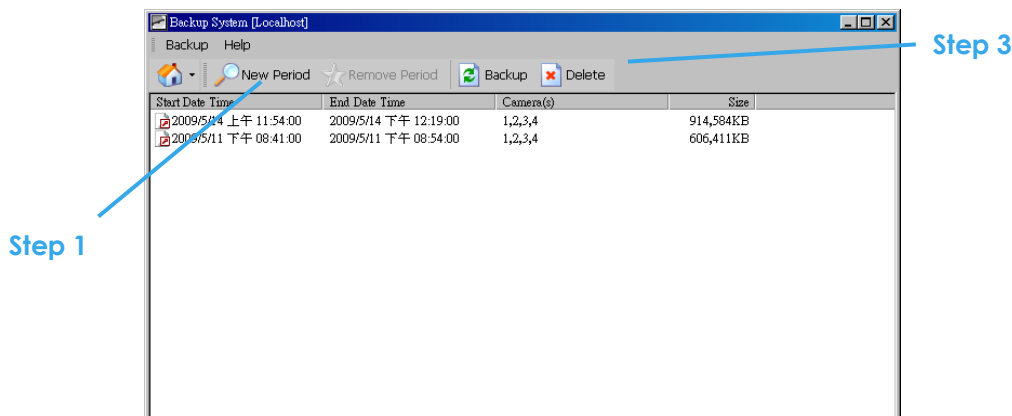 Backup System [Localhost]
Backup Help
Step 3
New Period Remove Period Backup Delete
Start Date Time End Date Time Camera(s) Size
2009/5/14 上午 11:54:00 2009/5/14 下午 12:19:00 1,2,3,4 914,584KB
2009/5/11 下午 08:41:00 2009/5/11 下午 08:54:00 1,2,3,4 606,411KB
Step 1